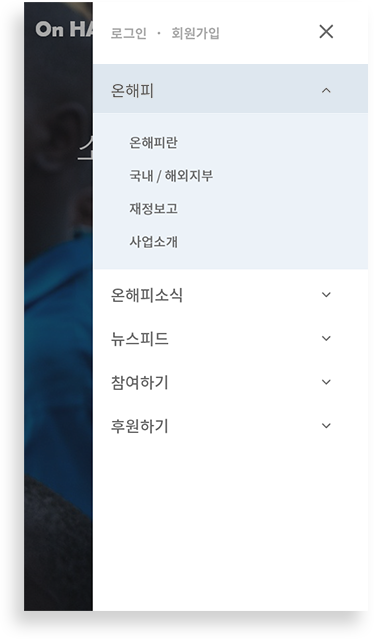 On HA
로그인 · 회원가입
온해피
온해피란
국내 / 해외지부
재정보고
사업소개
온해피소식
뉴스피드
참여하기
후원하기